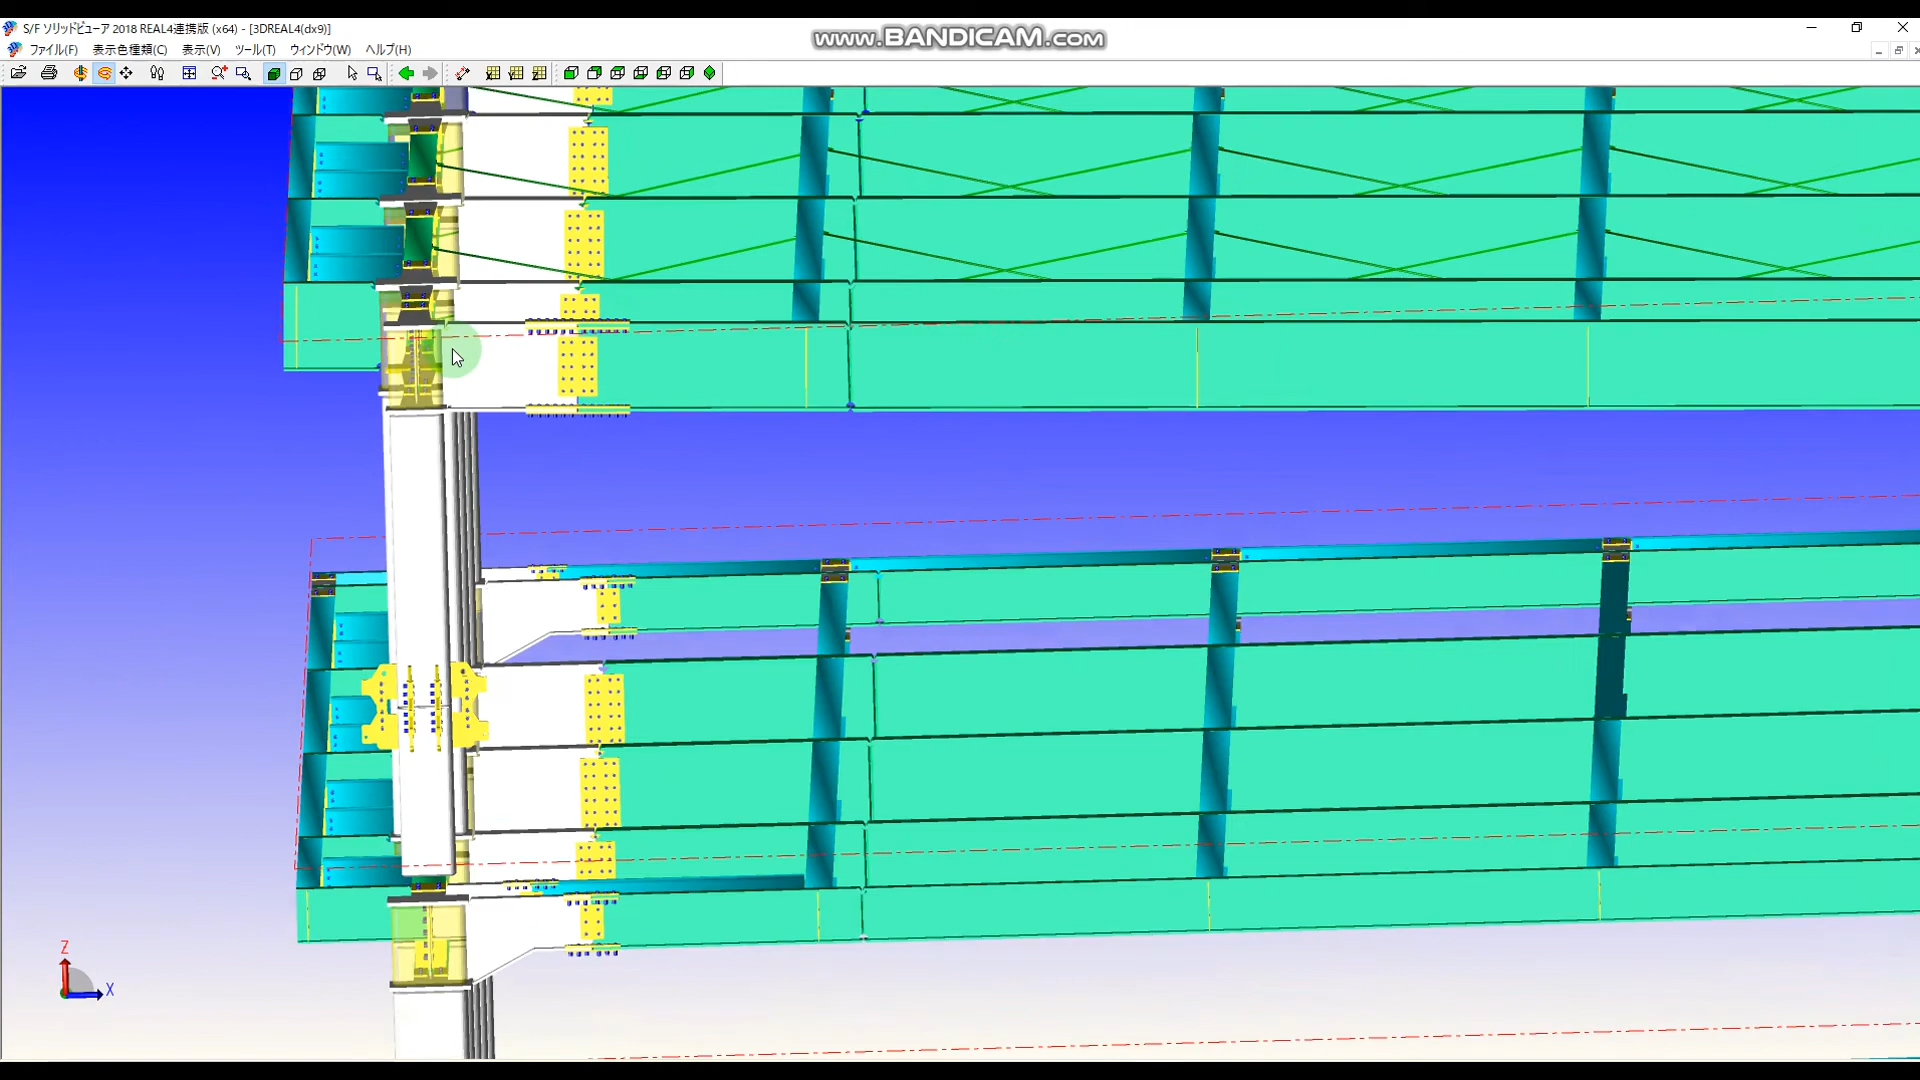 S/F ソリッドビューア 2018 REAL4連携版 (x64) - [3DREAL4(dx9)]
www.BANDICAM.com
ファイル(F) 表示色種類(C) 表示(V) ツール(T) ウィンドウ(W) ヘルプ(H)
X Y Z
Z
X